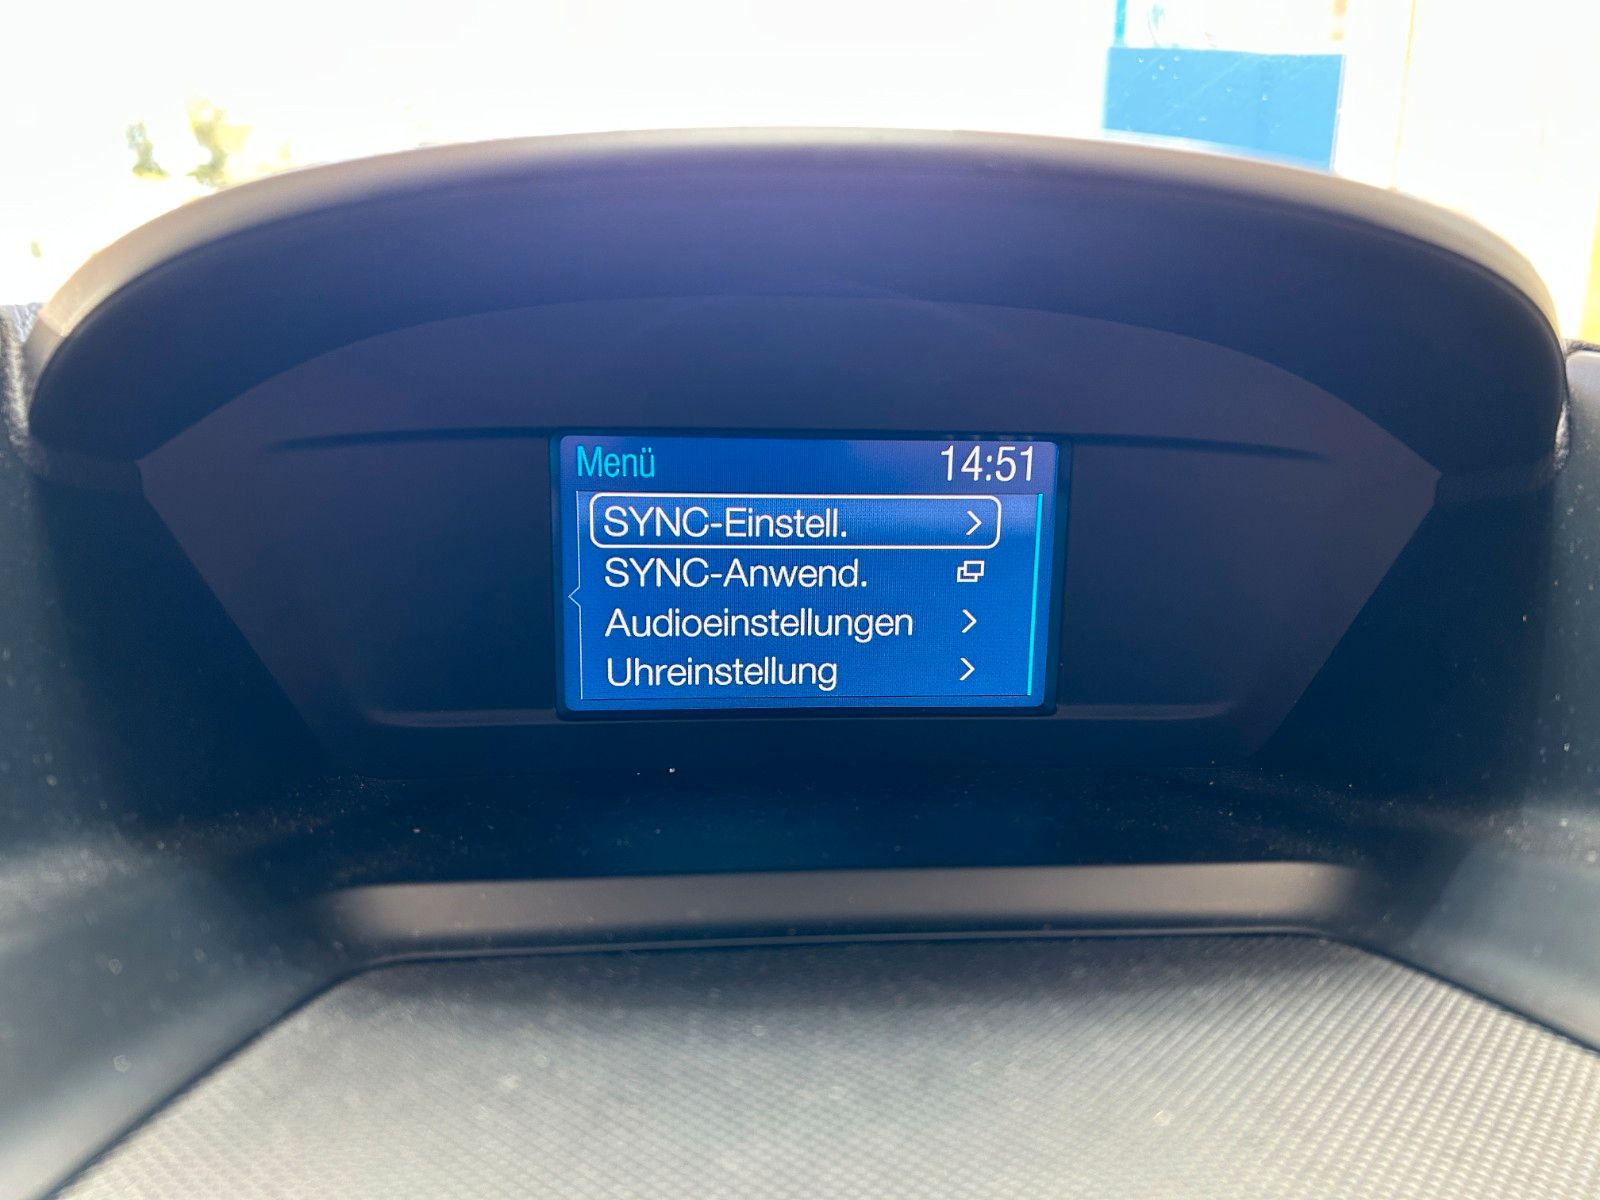 Menü 14:51
SYNC-Einstell.
SYNC-Anwend.
Audioeinstellungen
Uhreinstellung